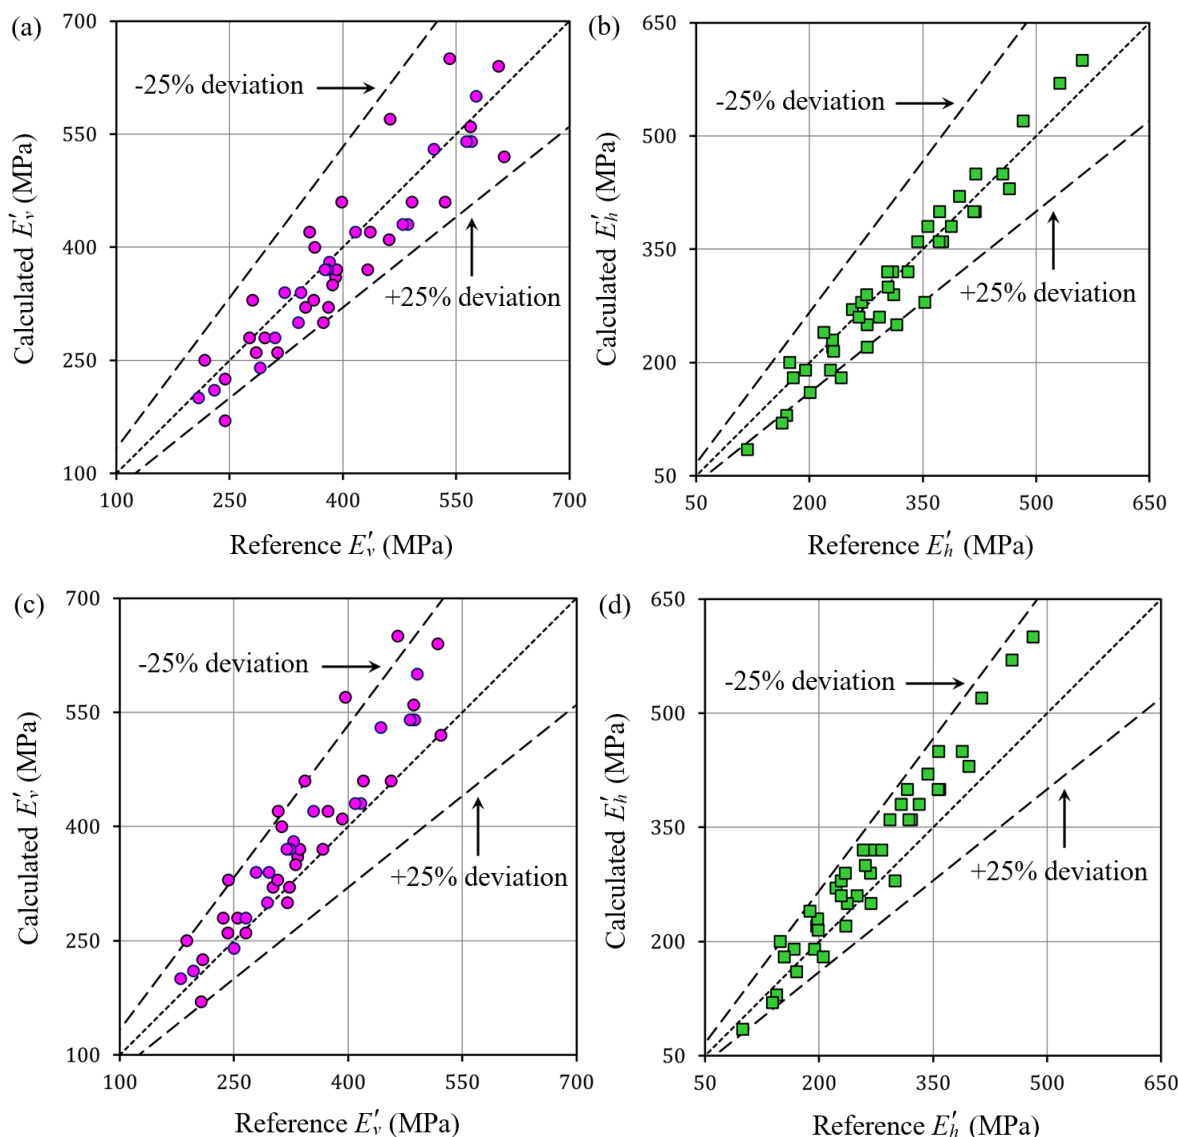 (a)
700
550
400
250
100
Calculated E′v (MPa)
-25% deviation
+25% deviation
100 250 400 550 700
Reference E′v (MPa)
(b)
650
500
350
200
50
Calculated E′h (MPa)
-25% deviation
+25% deviation
50 200 350 500 650
Reference E′h (MPa)
(c)
700
550
400
250
100
Calculated E′v (MPa)
-25% deviation
+25% deviation
100 250 400 550 700
Reference E′v (MPa)
(d)
650
500
350
200
50
Calculated E′h (MPa)
-25% deviation
+25% deviation
50 200 350 500 650
Reference E′h (MPa)